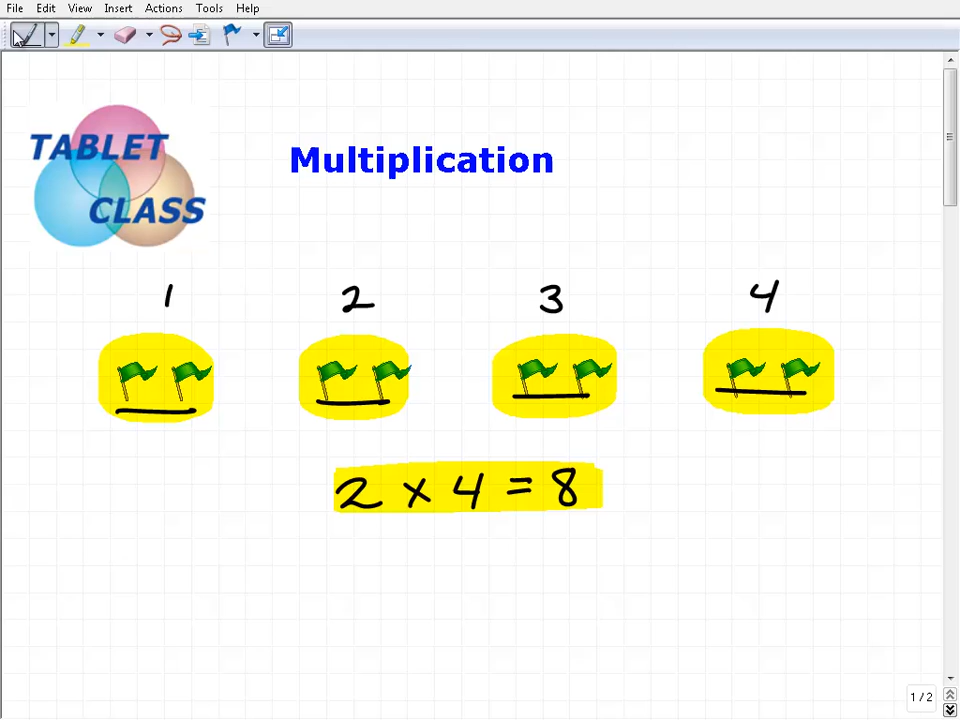 File Edit View Insert Actions Tools Help
TABLET
CLASS
Multiplication
1 2 3 4
2 x 4 = 8
1 / 2